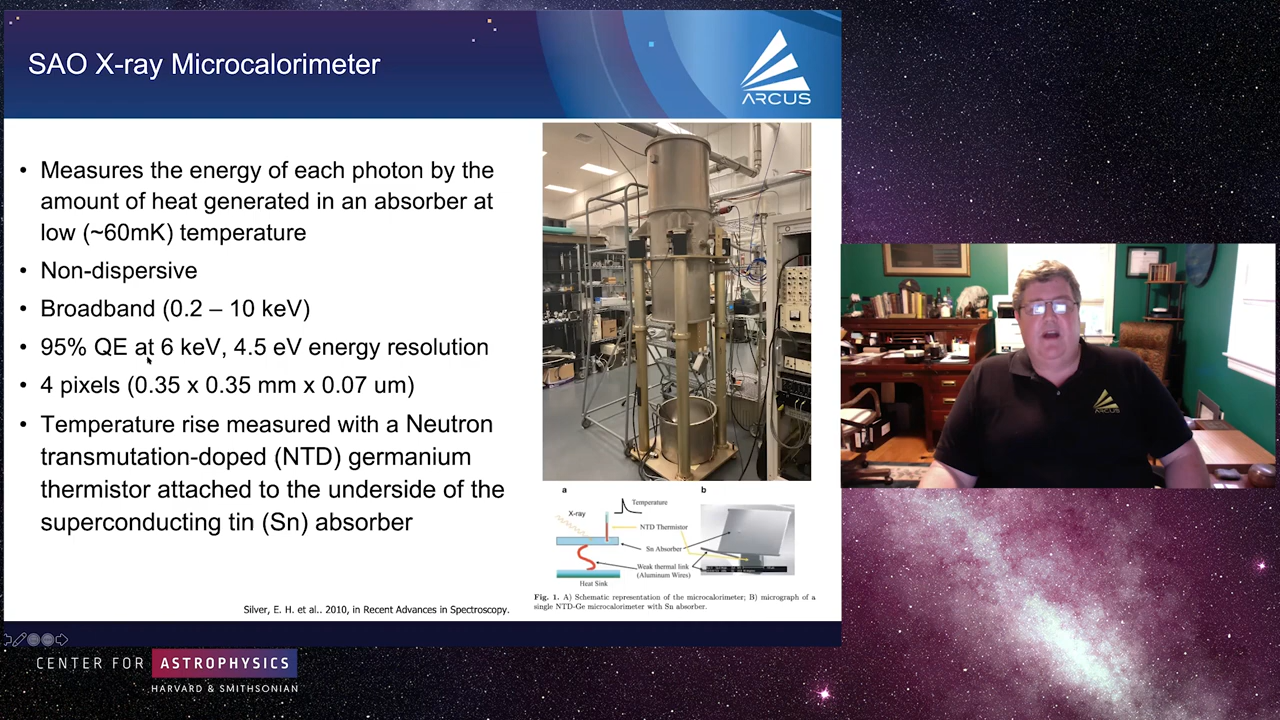 SAO X-ray Microcalorimeter
ARCUS
• Measures the energy of each photon by the
amount of heat generated in an absorber at
low (~60mK) temperature
• Non-dispersive
• Broadband (0.2 – 10 keV)
• 95% QE at 6 keV, 4.5 eV energy resolution
• 4 pixels (0.35 x 0.35 mm x 0.07 um)
• Temperature rise measured with a Neutron
transmutation-doped (NTD) germanium
thermistor attached to the underside of the
superconducting tin (Sn) absorber
a
b
Temperature
X-ray
NTD Thermistor
Sn Absorber
Weak thermal link
(Aluminum Wires)
Heat Sink
Fig. 1. A) Schematic representation of the microcalorimeter; B) micrograph of a
single NTD-Ge microcalorimeter with Sn absorber.
Silver, E. H. et al.. 2010, in Recent Advances in Spectroscopy.
ARCUS
CENTER FOR ASTROPHYSICS
HARVARD & SMITHSONIAN